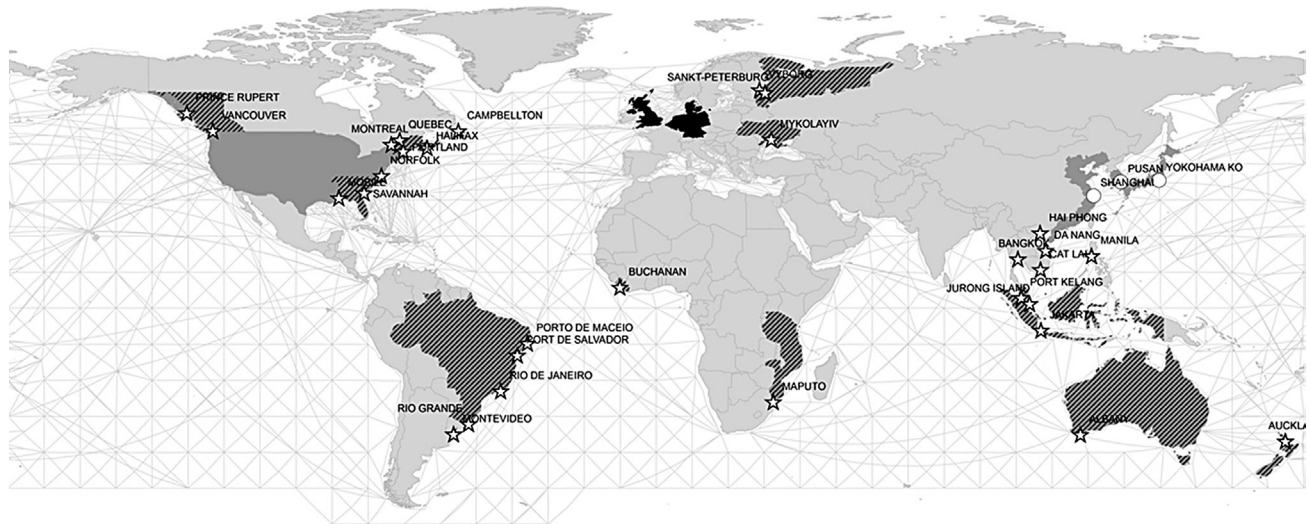 SANKT-PETERBURG
VYBORG
PRINCE RUPERT
VANCOUVER
CAMPBELLTON
QUEBEC
MONTREAL
HALIFAX
PORTLAND
NORFOLK
MOBILE
SAVANNAH
MYKOLAYIV
PUSAN
YOKOHAMA KO
SHANGHAI
HAI PHONG
DA NANG
MANILA
BANGKOK
CAT LAI
BUCHANAN
PORT KELANG
JURONG ISLAND
JAKARTA
PORTO DE MACEIO
PORT DE SALVADOR
RIO DE JANEIRO
MAPUTO
RIO GRANDE
MONTEVIDEO
ALBANY
AUCKLA